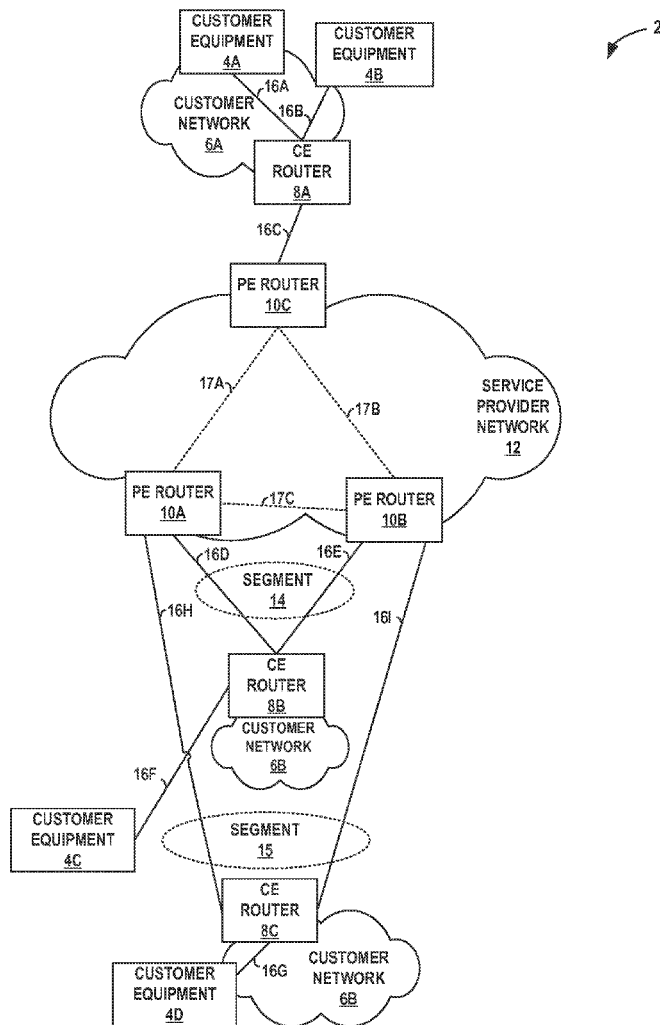 2
CUSTOMER
EQUIPMENT
4A
CUSTOMER
EQUIPMENT
4B
16A
16B
CUSTOMER
NETWORK
6A
CE
ROUTER
8A
16C
PE ROUTER
10C
17A
17B
SERVICE
PROVIDER
NETWORK
12
PE ROUTER
10A
17C
PE ROUTER
10B
16D
16E
SEGMENT
14
16H
16I
CE
ROUTER
8B
CUSTOMER
NETWORK
6B
16F
CUSTOMER
EQUIPMENT
4C
SEGMENT
15
CE
ROUTER
8C
16G
CUSTOMER
NETWORK
6B
CUSTOMER
EQUIPMENT
4D